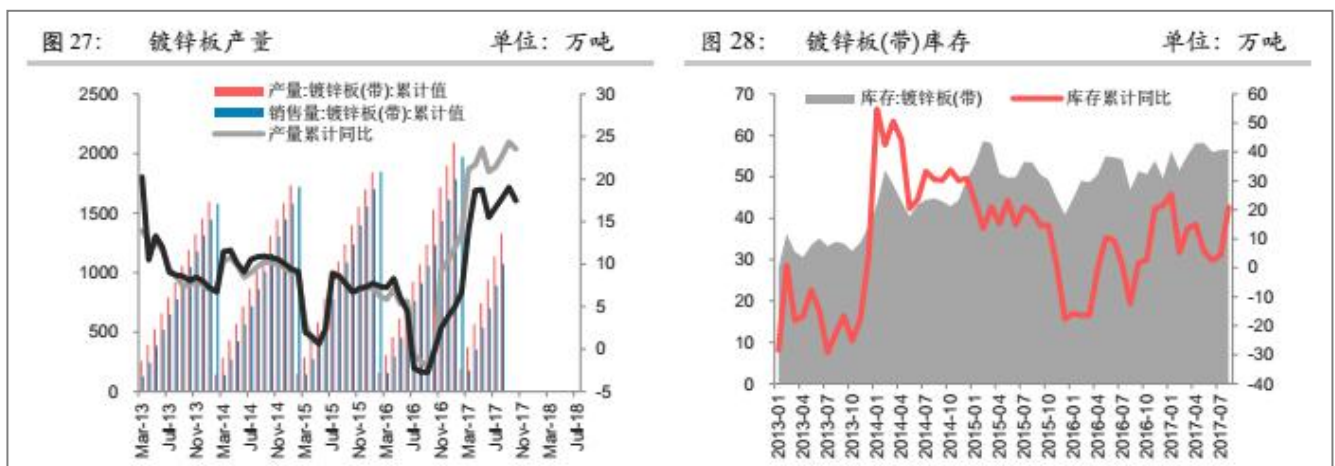 图 27： 镀锌板产量 单位：万吨
产量:镀锌板(带):累计值
销售量:镀锌板(带):累计值
产量累计同比
2500
2000
1500
1000
500
0
30
25
20
15
10
5
0
-5
Mar-13
Jul-13
Nov-13
Mar-14
Jul-14
Nov-14
Mar-15
Jul-15
Nov-15
Mar-16
Jul-16
Nov-16
Mar-17
Jul-17
Nov-17
Mar-18
Jul-18
图 28： 镀锌板(带)库存 单位：万吨
库存:镀锌板(带)
库存累计同比
70
60
50
40
30
20
10
0
60
50
40
30
20
10
0
-10
-20
-30
-40
2013-01
2013-04
2013-07
2013-10
2014-01
2014-04
2014-07
2014-10
2015-01
2015-04
2015-07
2015-10
2016-01
2016-04
2016-07
2016-10
2017-01
2017-04
2017-07